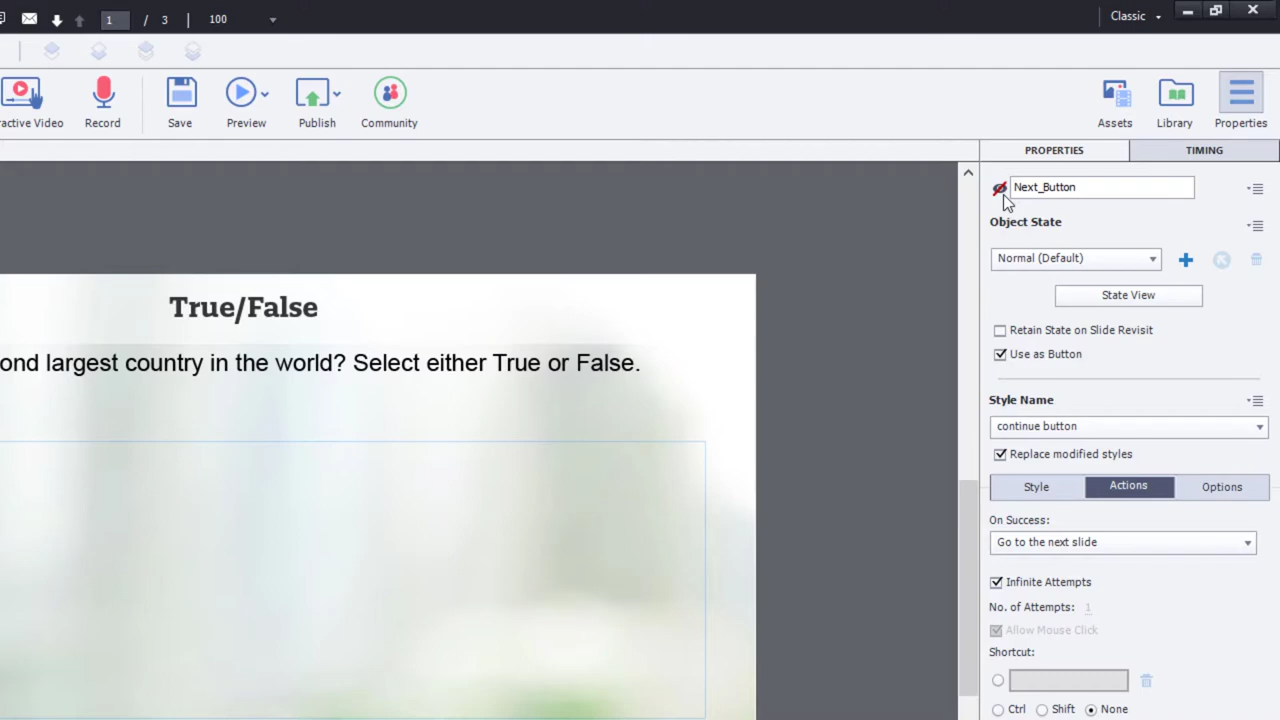 1 / 3 | 100
Classic
ractive Video
Record
Save
Preview
Publish
Community
Assets
Library
Properties
PROPERTIES
TIMING
Next_Button
Object State
Normal (Default)
State View
Retain State on Slide Revisit
Use as Button
Style Name
continue button
Replace modified styles
Style
Actions
Options
On Success:
Go to the next slide
Infinite Attempts
No. of Attempts: 1
Allow Mouse Click
Shortcut:
Ctrl
Shift
None
True/False
ond largest country in the world? Select either True or False.